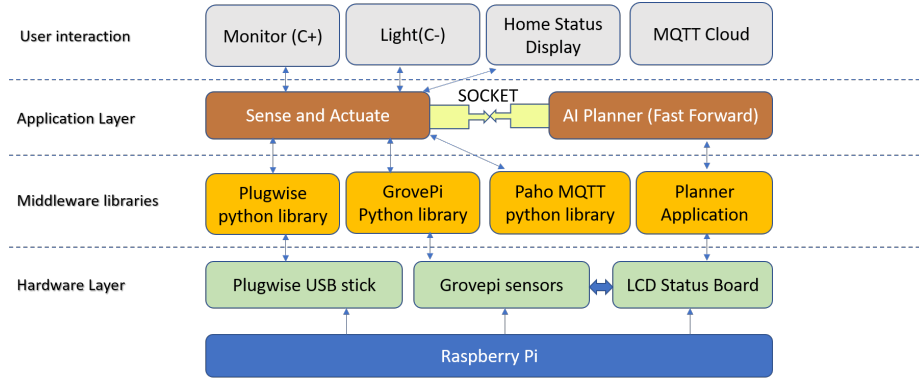 User interaction
Monitor (C+)
Light(C-)
Home Status
Display
MQTT Cloud
SOCKET
Application Layer
Sense and Actuate
AI Planner (Fast Forward)
Middleware libraries
Plugwise
python library
GrovePi
Python library
Paho MQTT
python library
Planner
Application
Hardware Layer
Plugwise USB stick
Grovepi sensors
LCD Status Board
Raspberry Pi